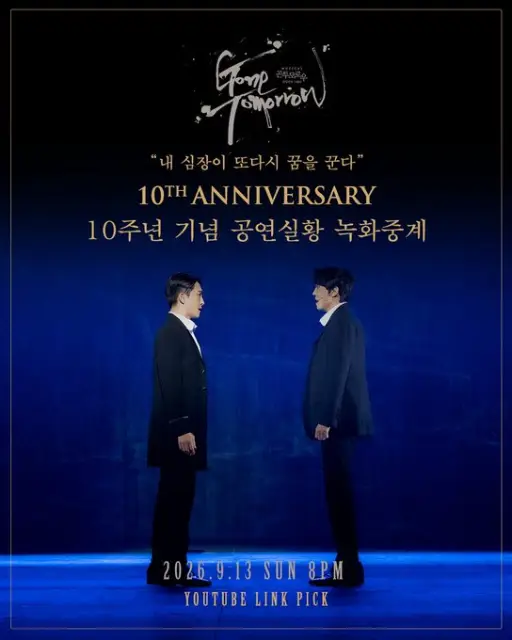 Gone
Tomorrow
"내 심장이 또다시 꿈을 꾼다"
10TH ANNIVERSARY
10주년 기념 공연실황 녹화중계
2026.9.13 SUN 8PM
YOUTUBE LINK PICK